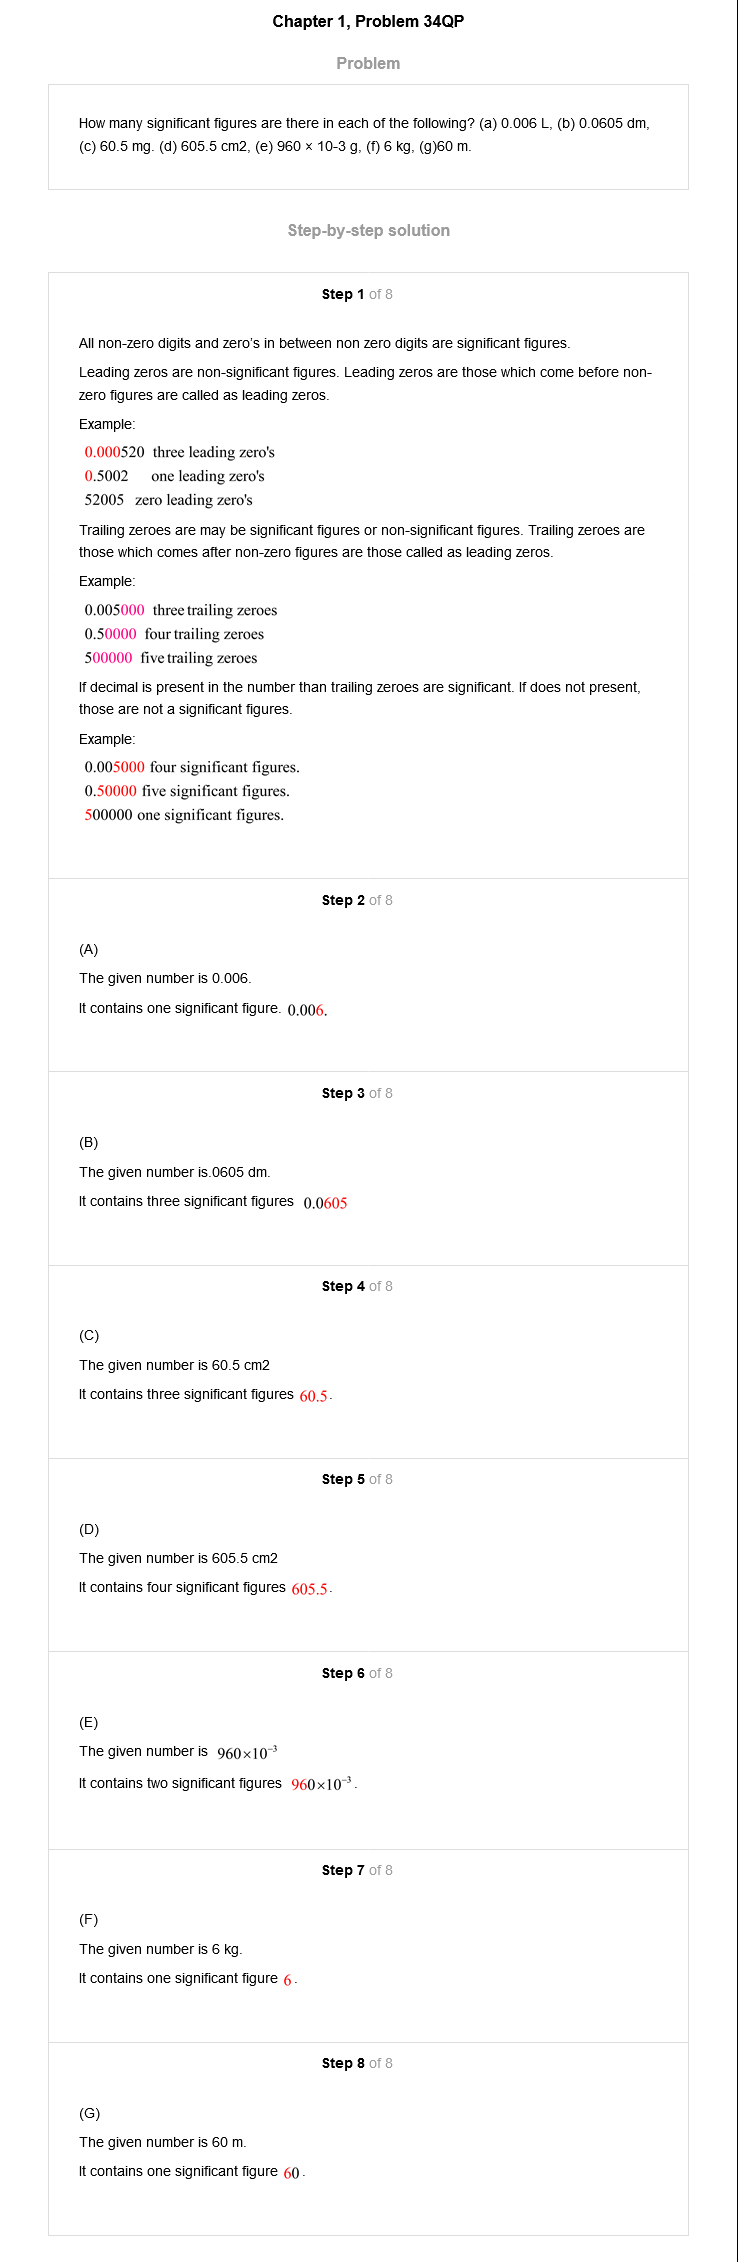 Chapter 1, Problem 34QP
Problem
How many significant figures are there in each of the following? (a) 0.006 L, (b) 0.0605 dm,
(c) 60.5 mg. (d) 605.5 cm2, (e) 960 × 10-3 g, (f) 6 kg, (g)60 m.
Step-by-step solution
Step 1 of 8
All non-zero digits and zero's in between non zero digits are significant figures.
Leading zeros are non-significant figures. Leading zeros are those which come before non-
zero figures are called as leading zeros.
Example:
0.000520 three leading zero's
0.5002 one leading zero's
52005 zero leading zero's
Trailing zeroes are may be significant figures or non-significant figures. Trailing zeroes are
those which comes after non-zero figures are those called as leading zeros.
Example:
0.005000 three trailing zeroes
0.50000 four trailing zeroes
500000 five trailing zeroes
If decimal is present in the number than trailing zeroes are significant. If does not present,
those are not a significant figures.
Example:
0.005000 four significant figures.
0.50000 five significant figures.
500000 one significant figures.
Step 2 of 8
(A)
The given number is 0.006.
It contains one significant figure. 0.006.
Step 3 of 8
(B)
The given number is.0605 dm.
It contains three significant figures 0.0605
Step 4 of 8
(C)
The given number is 60.5 cm2
It contains three significant figures 60.5.
Step 5 of 8
(D)
The given number is 605.5 cm2
It contains four significant figures 605.5.
Step 6 of 8
(E)
The given number is 960×10⁻³
It contains two significant figures 960×10⁻³.
Step 7 of 8
(F)
The given number is 6 kg.
It contains one significant figure 6.
Step 8 of 8
(G)
The given number is 60 m.
It contains one significant figure 60.